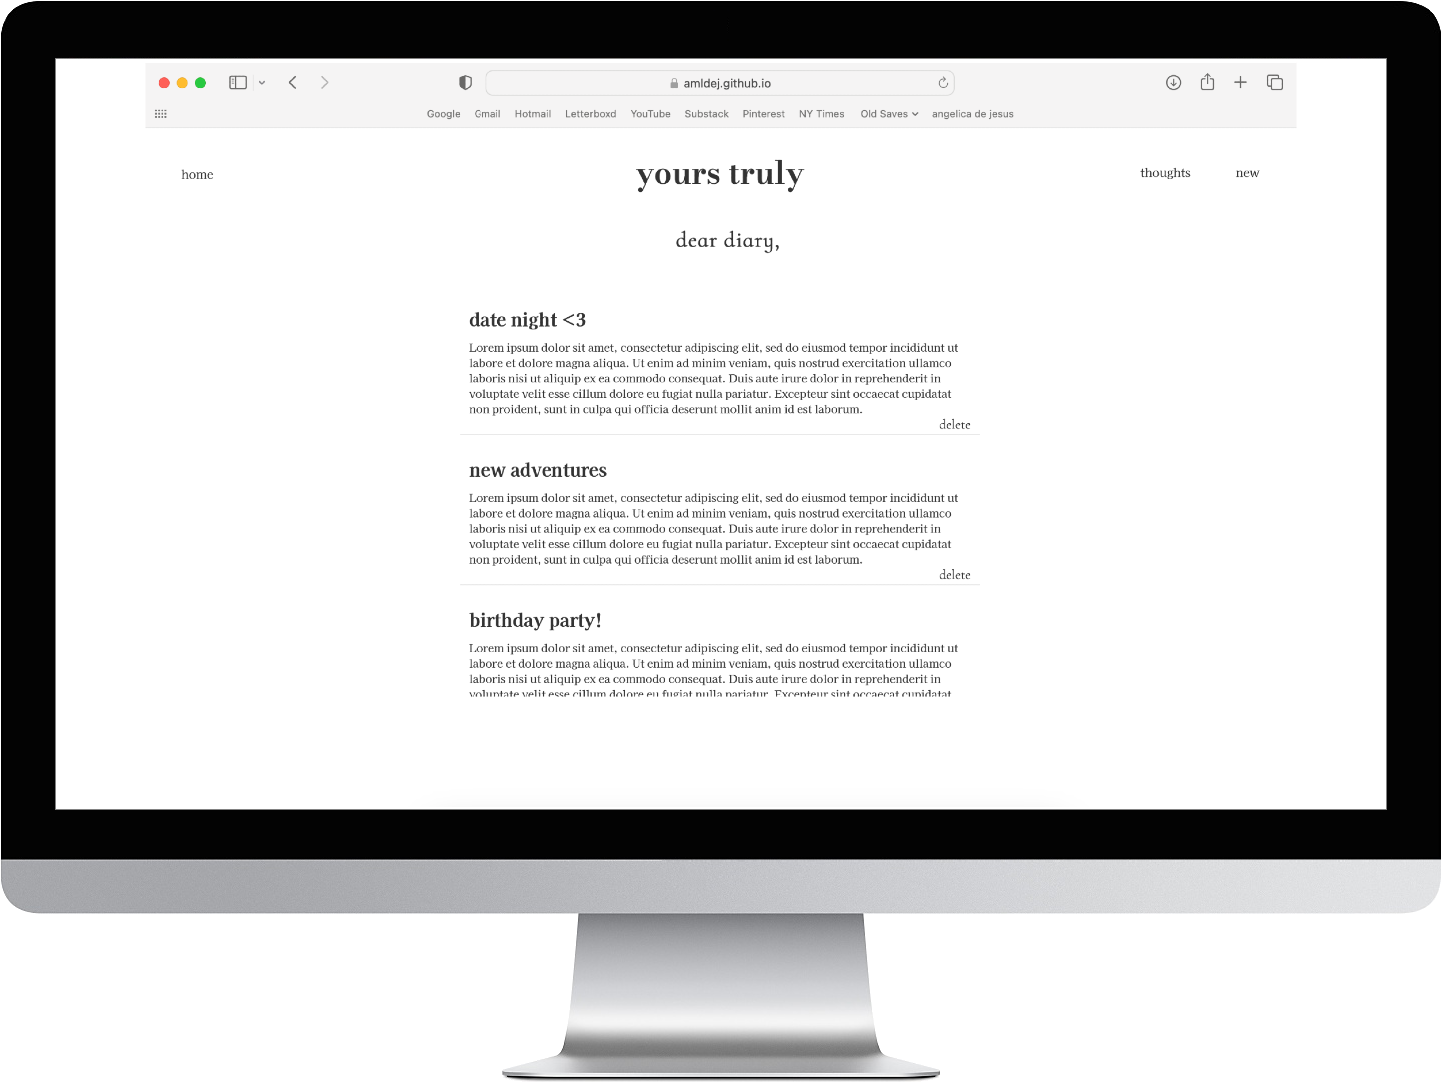 amldej.github.io
Google Gmail Hotmail Letterboxd YouTube Substack Pinterest NY Times Old Saves angelica de jesus
home yours truly thoughts new
dear diary,
date night <3
Lorem ipsum dolor sit amet, consectetur adipiscing elit, sed do eiusmod tempor incididunt ut
labore et dolore magna aliqua. Ut enim ad minim veniam, quis nostrud exercitation ullamco
laboris nisi ut aliquip ex ea commodo consequat. Duis aute irure dolor in reprehenderit in
voluptate velit esse cillum dolore eu fugiat nulla pariatur. Excepteur sint occaecat cupidatat
non proident, sunt in culpa qui officia deserunt mollit anim id est laborum.
delete
new adventures
Lorem ipsum dolor sit amet, consectetur adipiscing elit, sed do eiusmod tempor incididunt ut
labore et dolore magna aliqua. Ut enim ad minim veniam, quis nostrud exercitation ullamco
laboris nisi ut aliquip ex ea commodo consequat. Duis aute irure dolor in reprehenderit in
voluptate velit esse cillum dolore eu fugiat nulla pariatur. Excepteur sint occaecat cupidatat
non proident, sunt in culpa qui officia deserunt mollit anim id est laborum.
delete
birthday party!
Lorem ipsum dolor sit amet, consectetur adipiscing elit, sed do eiusmod tempor incididunt ut
labore et dolore magna aliqua. Ut enim ad minim veniam, quis nostrud exercitation ullamco
laboris nisi ut aliquip ex ea commodo consequat. Duis aute irure dolor in reprehenderit in
voluptate velit esse cillum dolore eu fugiat nulla pariatur. Excepteur sint occaecat cupidatat